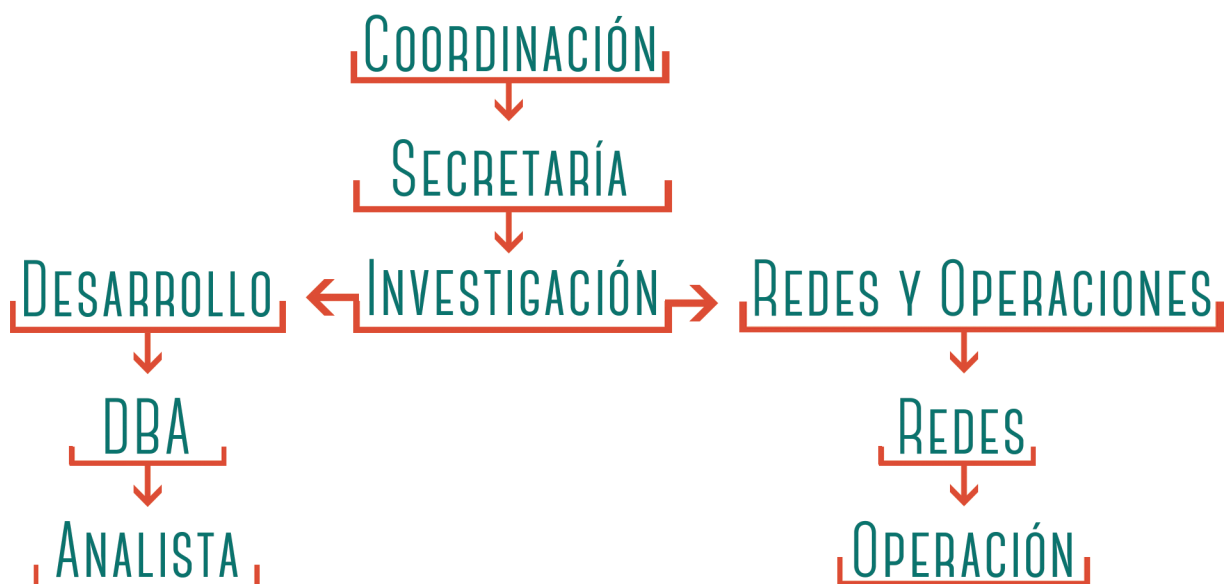 Coordinación
Secretaría
Desarrollo
Investigación
Redes y Operaciones
DBA
Redes
Analista
Operación